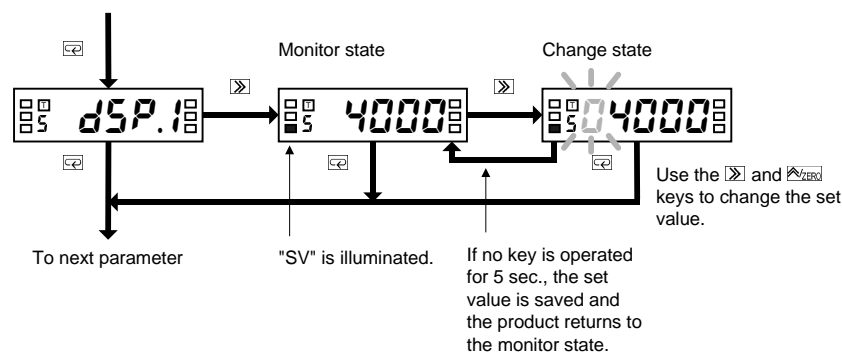 Monitor state
Change state
T
S dSP.1
T
S 4000
T
S 04000
Use the and /ZERO
keys to change the set
value.
To next parameter
"SV" is illuminated.
If no key is operated
for 5 sec., the set
value is saved and
the product returns to
the monitor state.